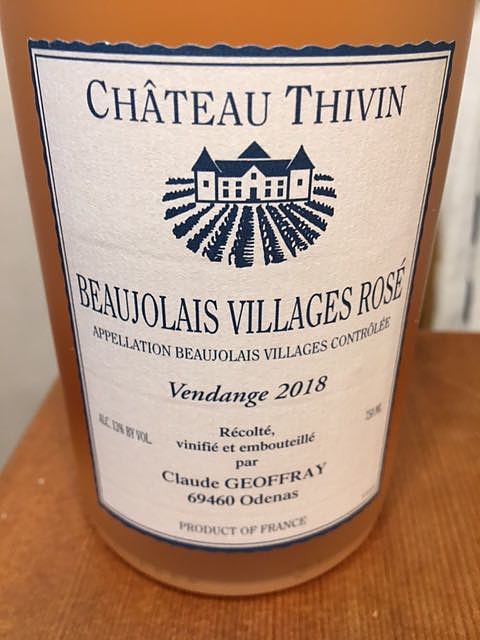 CHÂTEAU THIVIN
BEAUJOLAIS VILLAGES ROSÉ
APPELLATION BEAUJOLAIS VILLAGES CONTRÔLÉE
Vendange 2018
ALC. 13% BY VOL.
750 ML
Récolté,
vinifié et embouteillé
par
Claude GEOFFRAY
69460 Odenas
PRODUCT OF FRANCE